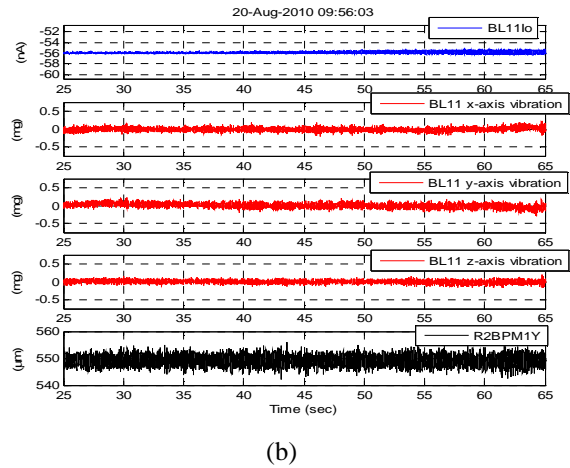 20-Aug-2010 09:56:03
BL11Io
(nA)
-52
-54
-56
-58
-60
25 30 35 40 45 50 55 60 65
BL11 x-axis vibration
(mg)
0.5
0
-0.5
25 30 35 40 45 50 55 60 65
BL11 y-axis vibration
(mg)
0.5
0
-0.5
25 30 35 40 45 50 55 60 65
BL11 z-axis vibration
(mg)
0.5
0
-0.5
25 30 35 40 45 50 55 60 65
R2BPM1Y
(μm)
560
550
540
25 30 35 40 45 50 55 60 65
Time (sec)
(b)